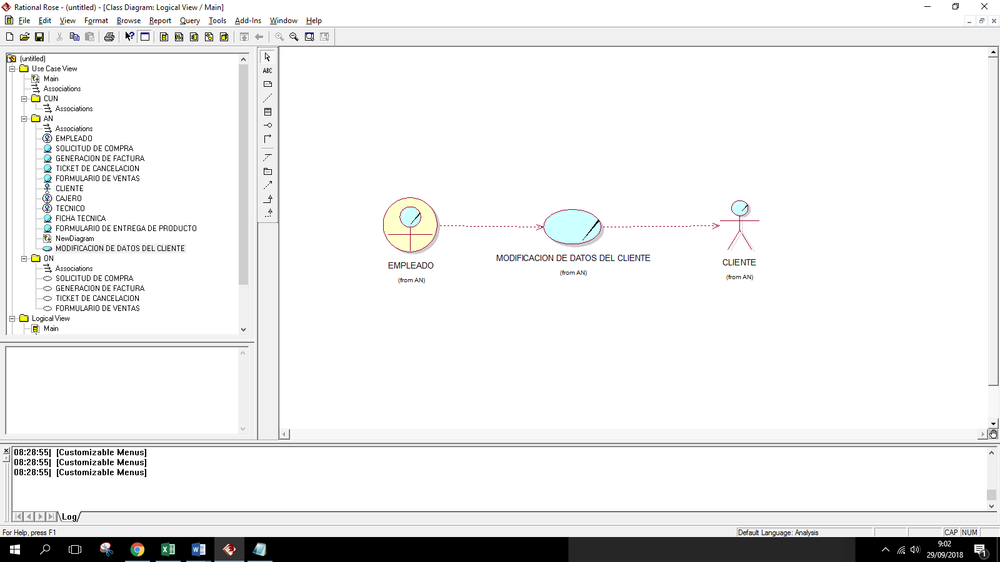 Rational Rose - (untitled) - [Class Diagram: Logical View / Main]
File Edit View Format Browse Report Query Tools Add-Ins Window Help
(untitled)
Use Case View
Main
Associations
CUN
Associations
AN
Associations
EMPLEADO
SOLICITUD DE COMPRA
GENERACION DE FACTURA
TICKET DE CANCELACION
FORMULARIO DE VENTAS
CLIENTE
CAJERO
TECNICO
FICHA TECNICA
FORMULARIO DE ENTREGA DE PRODUCTO
NewDiagram
MODIFICACION DE DATOS DEL CLIENTE
ON
Associations
SOLICITUD DE COMPRA
GENERACION DE FACTURA
TICKET DE CANCELACION
FORMULARIO DE VENTAS
Logical View
Main
ABC
EMPLEADO
(from AN)
MODIFICACION DE DATOS DEL CLIENTE
(from AN)
CLIENTE
(from AN)
08:28:55| [Customizable Menus]
08:28:55| [Customizable Menus]
08:28:55| [Customizable Menus]
Log
For Help, press F1
Default Language: Analysis
CAP NUM
9:02
29/09/2018
1